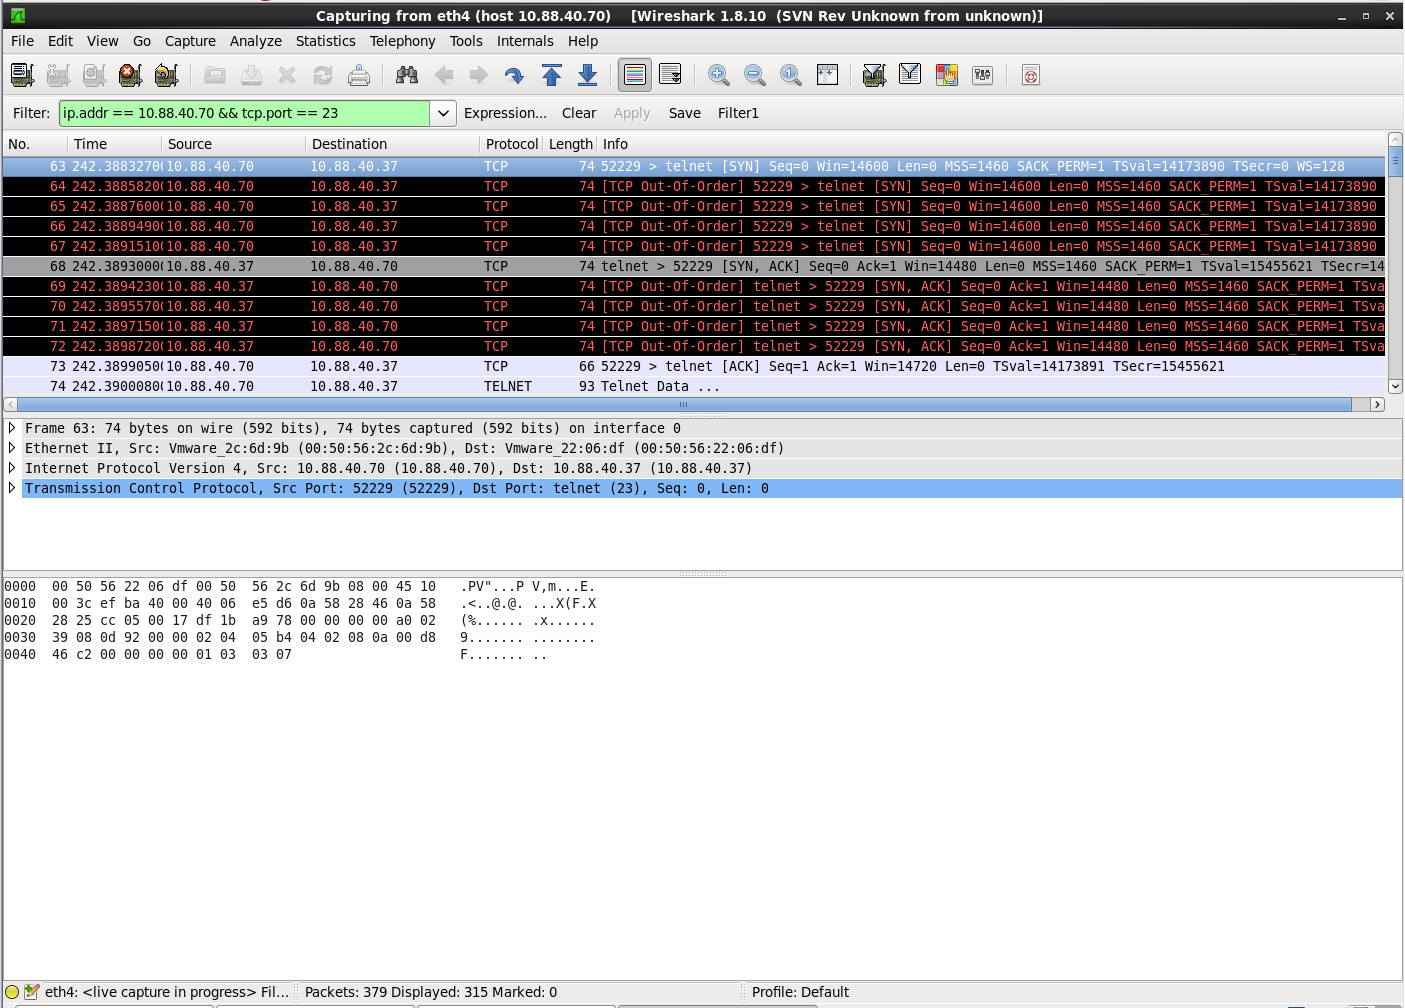 Capturing from eth4 (host 10.88.40.70) [Wireshark 1.8.10 (SVN Rev Unknown from unknown)]
File Edit View Go Capture Analyze Statistics Telephony Tools Internals Help
Filter: ip.addr == 10.88.40.70 && tcp.port == 23 Expression... Clear Apply Save Filter1
No. Time Source Destination Protocol Length Info
63 242.3883270( 10.88.40.70 10.88.40.37 TCP 74 52229 > telnet [SYN] Seq=0 Win=14600 Len=0 MSS=1460 SACK_PERM=1 TSval=14173890 TSecr=0 WS=128
64 242.3885820( 10.88.40.70 10.88.40.37 TCP 74 [TCP Out-Of-Order] 52229 > telnet [SYN] Seq=0 Win=14600 Len=0 MSS=1460 SACK_PERM=1 TSval=14173890
65 242.3887600( 10.88.40.70 10.88.40.37 TCP 74 [TCP Out-Of-Order] 52229 > telnet [SYN] Seq=0 Win=14600 Len=0 MSS=1460 SACK_PERM=1 TSval=14173890
66 242.3889490( 10.88.40.70 10.88.40.37 TCP 74 [TCP Out-Of-Order] 52229 > telnet [SYN] Seq=0 Win=14600 Len=0 MSS=1460 SACK_PERM=1 TSval=14173890
67 242.3891510( 10.88.40.70 10.88.40.37 TCP 74 [TCP Out-Of-Order] 52229 > telnet [SYN] Seq=0 Win=14600 Len=0 MSS=1460 SACK_PERM=1 TSval=14173890
68 242.3893000( 10.88.40.37 10.88.40.70 TCP 74 telnet > 52229 [SYN, ACK] Seq=0 Ack=1 Win=14480 Len=0 MSS=1460 SACK_PERM=1 TSval=15455621 TSecr=14
69 242.3894230( 10.88.40.37 10.88.40.70 TCP 74 [TCP Out-Of-Order] telnet > 52229 [SYN, ACK] Seq=0 Ack=1 Win=14480 Len=0 MSS=1460 SACK_PERM=1 TSva
70 242.3895570( 10.88.40.37 10.88.40.70 TCP 74 [TCP Out-Of-Order] telnet > 52229 [SYN, ACK] Seq=0 Ack=1 Win=14480 Len=0 MSS=1460 SACK_PERM=1 TSva
71 242.3897150( 10.88.40.37 10.88.40.70 TCP 74 [TCP Out-Of-Order] telnet > 52229 [SYN, ACK] Seq=0 Ack=1 Win=14480 Len=0 MSS=1460 SACK_PERM=1 TSva
72 242.3898720( 10.88.40.37 10.88.40.70 TCP 74 [TCP Out-Of-Order] telnet > 52229 [SYN, ACK] Seq=0 Ack=1 Win=14480 Len=0 MSS=1460 SACK_PERM=1 TSva
73 242.3899050( 10.88.40.70 10.88.40.37 TCP 66 52229 > telnet [ACK] Seq=1 Ack=1 Win=14720 Len=0 TSval=14173891 TSecr=15455621
74 242.3900080( 10.88.40.70 10.88.40.37 TELNET 93 Telnet Data ...
Frame 63: 74 bytes on wire (592 bits), 74 bytes captured (592 bits) on interface 0
Ethernet II, Src: Vmware_2c:6d:9b (00:50:56:2c:6d:9b), Dst: Vmware_22:06:df (00:50:56:22:06:df)
Internet Protocol Version 4, Src: 10.88.40.70 (10.88.40.70), Dst: 10.88.40.37 (10.88.40.37)
Transmission Control Protocol, Src Port: 52229 (52229), Dst Port: telnet (23), Seq: 0, Len: 0
0000 00 50 56 22 06 df 00 50 56 2c 6d 9b 08 00 45 10 .PV"...P V,m...E.
0010 00 3c ef ba 40 00 40 06 e5 d6 0a 58 28 46 0a 58 .<..@.@. ...X(F.X
0020 28 25 cc 05 00 17 df 1b a9 78 00 00 00 00 a0 02 (%...... .x......
0030 39 08 0d 92 00 00 02 04 05 b4 04 02 08 0a 00 d8 9....... ........
0040 46 c2 00 00 00 00 01 03 03 07 F....... ..
eth4: <live capture in progress> Fil... Packets: 379 Displayed: 315 Marked: 0 Profile: Default